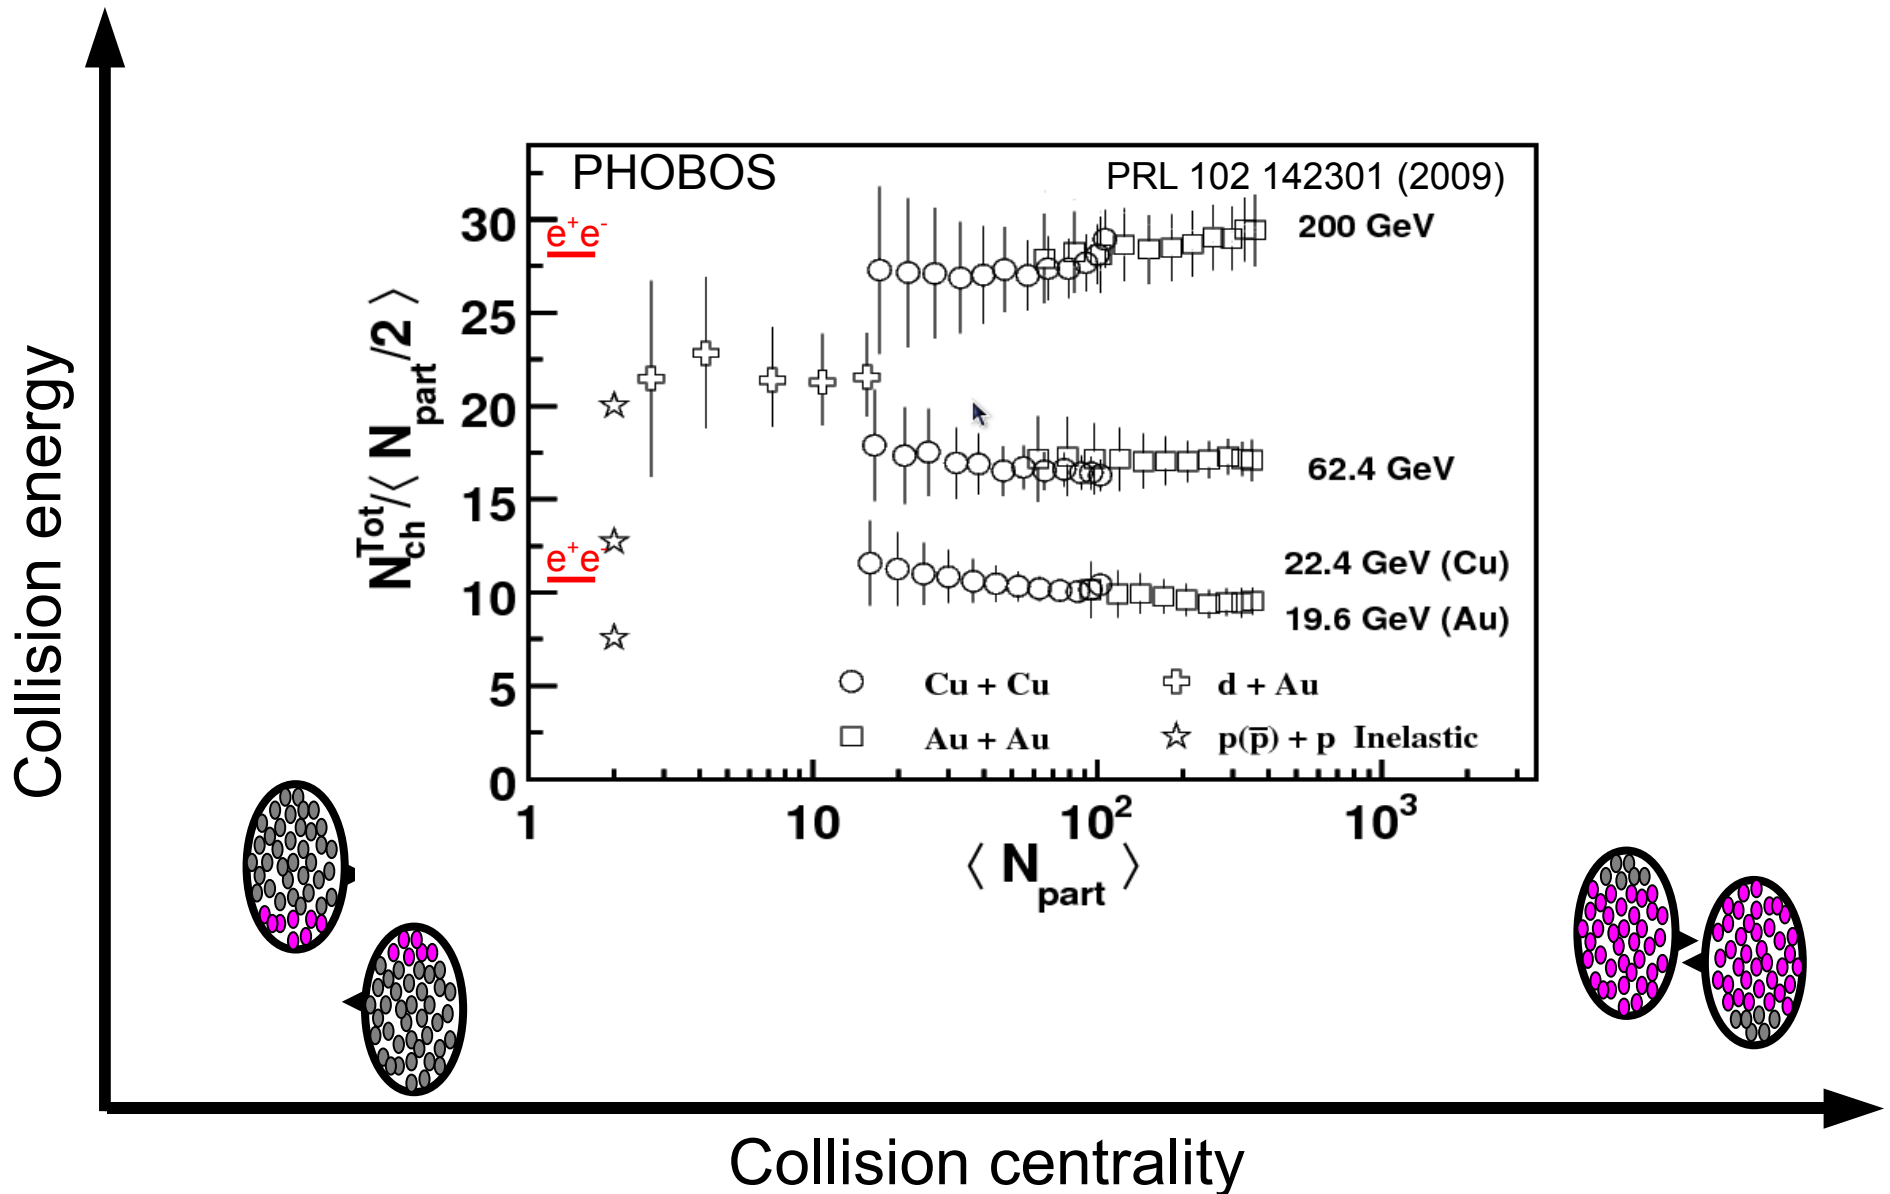 PHOBOS
PRL 102 142301 (2009)
30
25
20
15
10
5
0
e⁺e⁻
e⁺e⁻
200 GeV
62.4 GeV
22.4 GeV (Cu)
19.6 GeV (Au)
Cu + Cu
d + Au
Au + Au
p(p̅) + p Inelastic
1
10
10²
10³
⟨ N_part ⟩
N_ch^Tot/⟨ N_part/2 ⟩
Collision energy
Collision centrality